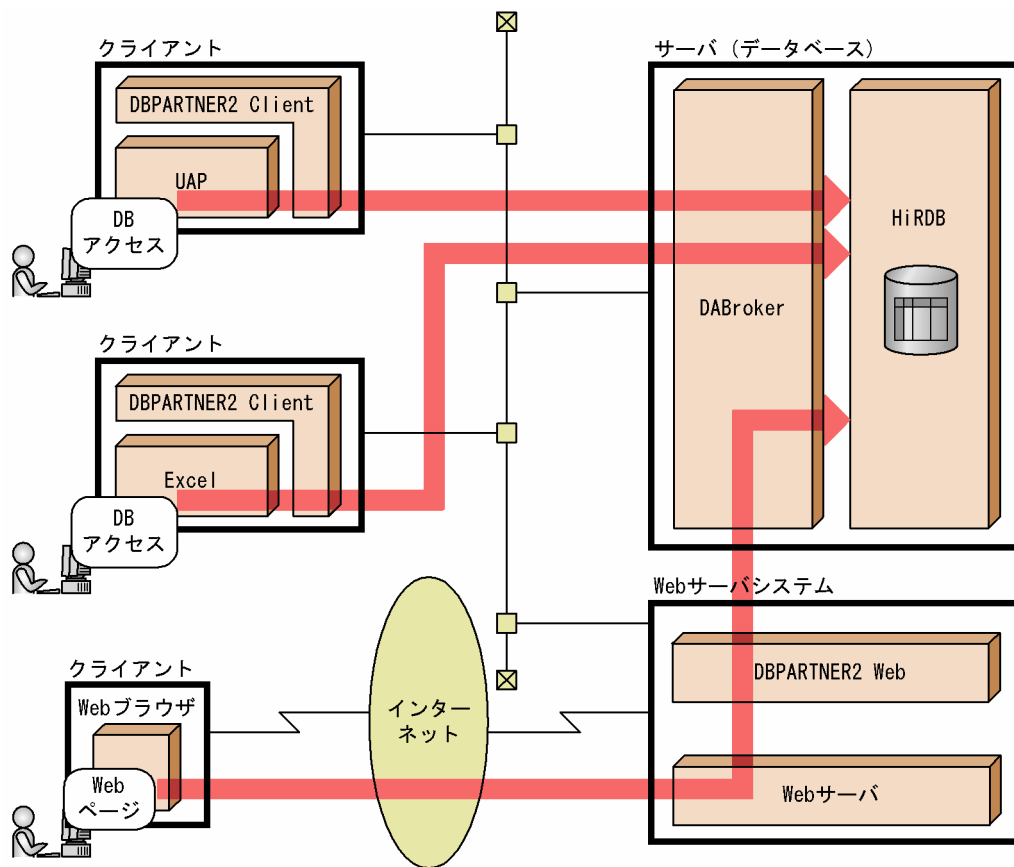 クライアント
DBPARTNER2 Client
UAP
DB
アクセス
サーバ（データベース）
DABroker
HiRDB
クライアント
DBPARTNER2 Client
Excel
DB
アクセス
クライアント
Webブラウザ
Web
ページ
インター
ネット
Webサーバシステム
DBPARTNER2 Web
Webサーバ